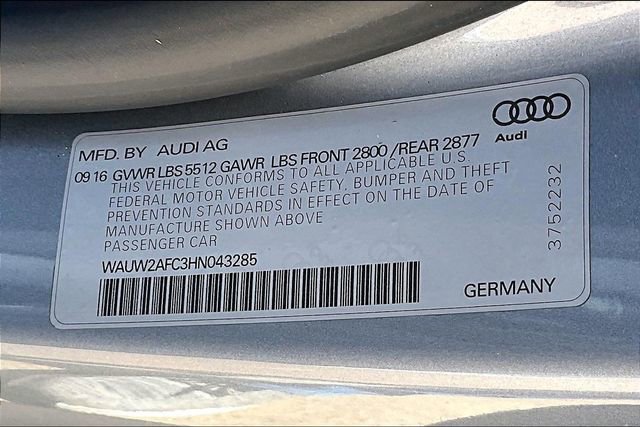 Audi
MFD. BY AUDI AG
09 16 GVWR LBS 5512 GAWR LBS FRONT 2800 /REAR 2877
THIS VEHICLE CONFORMS TO ALL APPLICABLE U.S.
FEDERAL MOTOR VEHICLE SAFETY, BUMPER AND THEFT
PREVENTION STANDARDS IN EFFECT ON THE DATE OF
MANUFACTURE SHOWN ABOVE
PASSENGER CAR
WAUW2AFC3HN043285
GERMANY
3752232